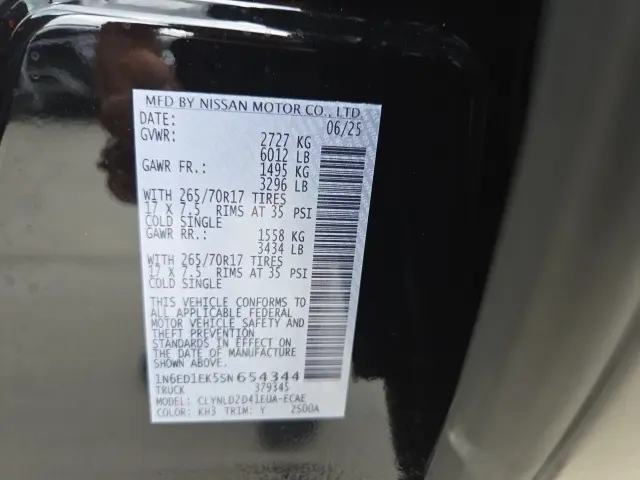 MFD BY NISSAN MOTOR CO., LTD.
DATE: 06/25
GVWR: 2727 KG
6012 LB
GAWR FR.: 1495 KG
3296 LB
WITH 265/70R17 TIRES
17 X 7.5 RIMS AT 35 PSI
COLD SINGLE
GAWR RR.: 1558 KG
3434 LB
WITH 265/70R17 TIRES
17 X 7.5 RIMS AT 35 PSI
COLD SINGLE
THIS VEHICLE CONFORMS TO
ALL APPLICABLE FEDERAL
MOTOR VEHICLE SAFETY AND
THEFT PREVENTION
STANDARDS IN EFFECT ON
THE DATE OF MANUFACTURE
SHOWN ABOVE.
1N6ED1EK5SN654344
TRUCK 379345
MODEL: CLYNLDZD41EUA-ECAE
COLOR: KH3 TRIM: Y 2S00A